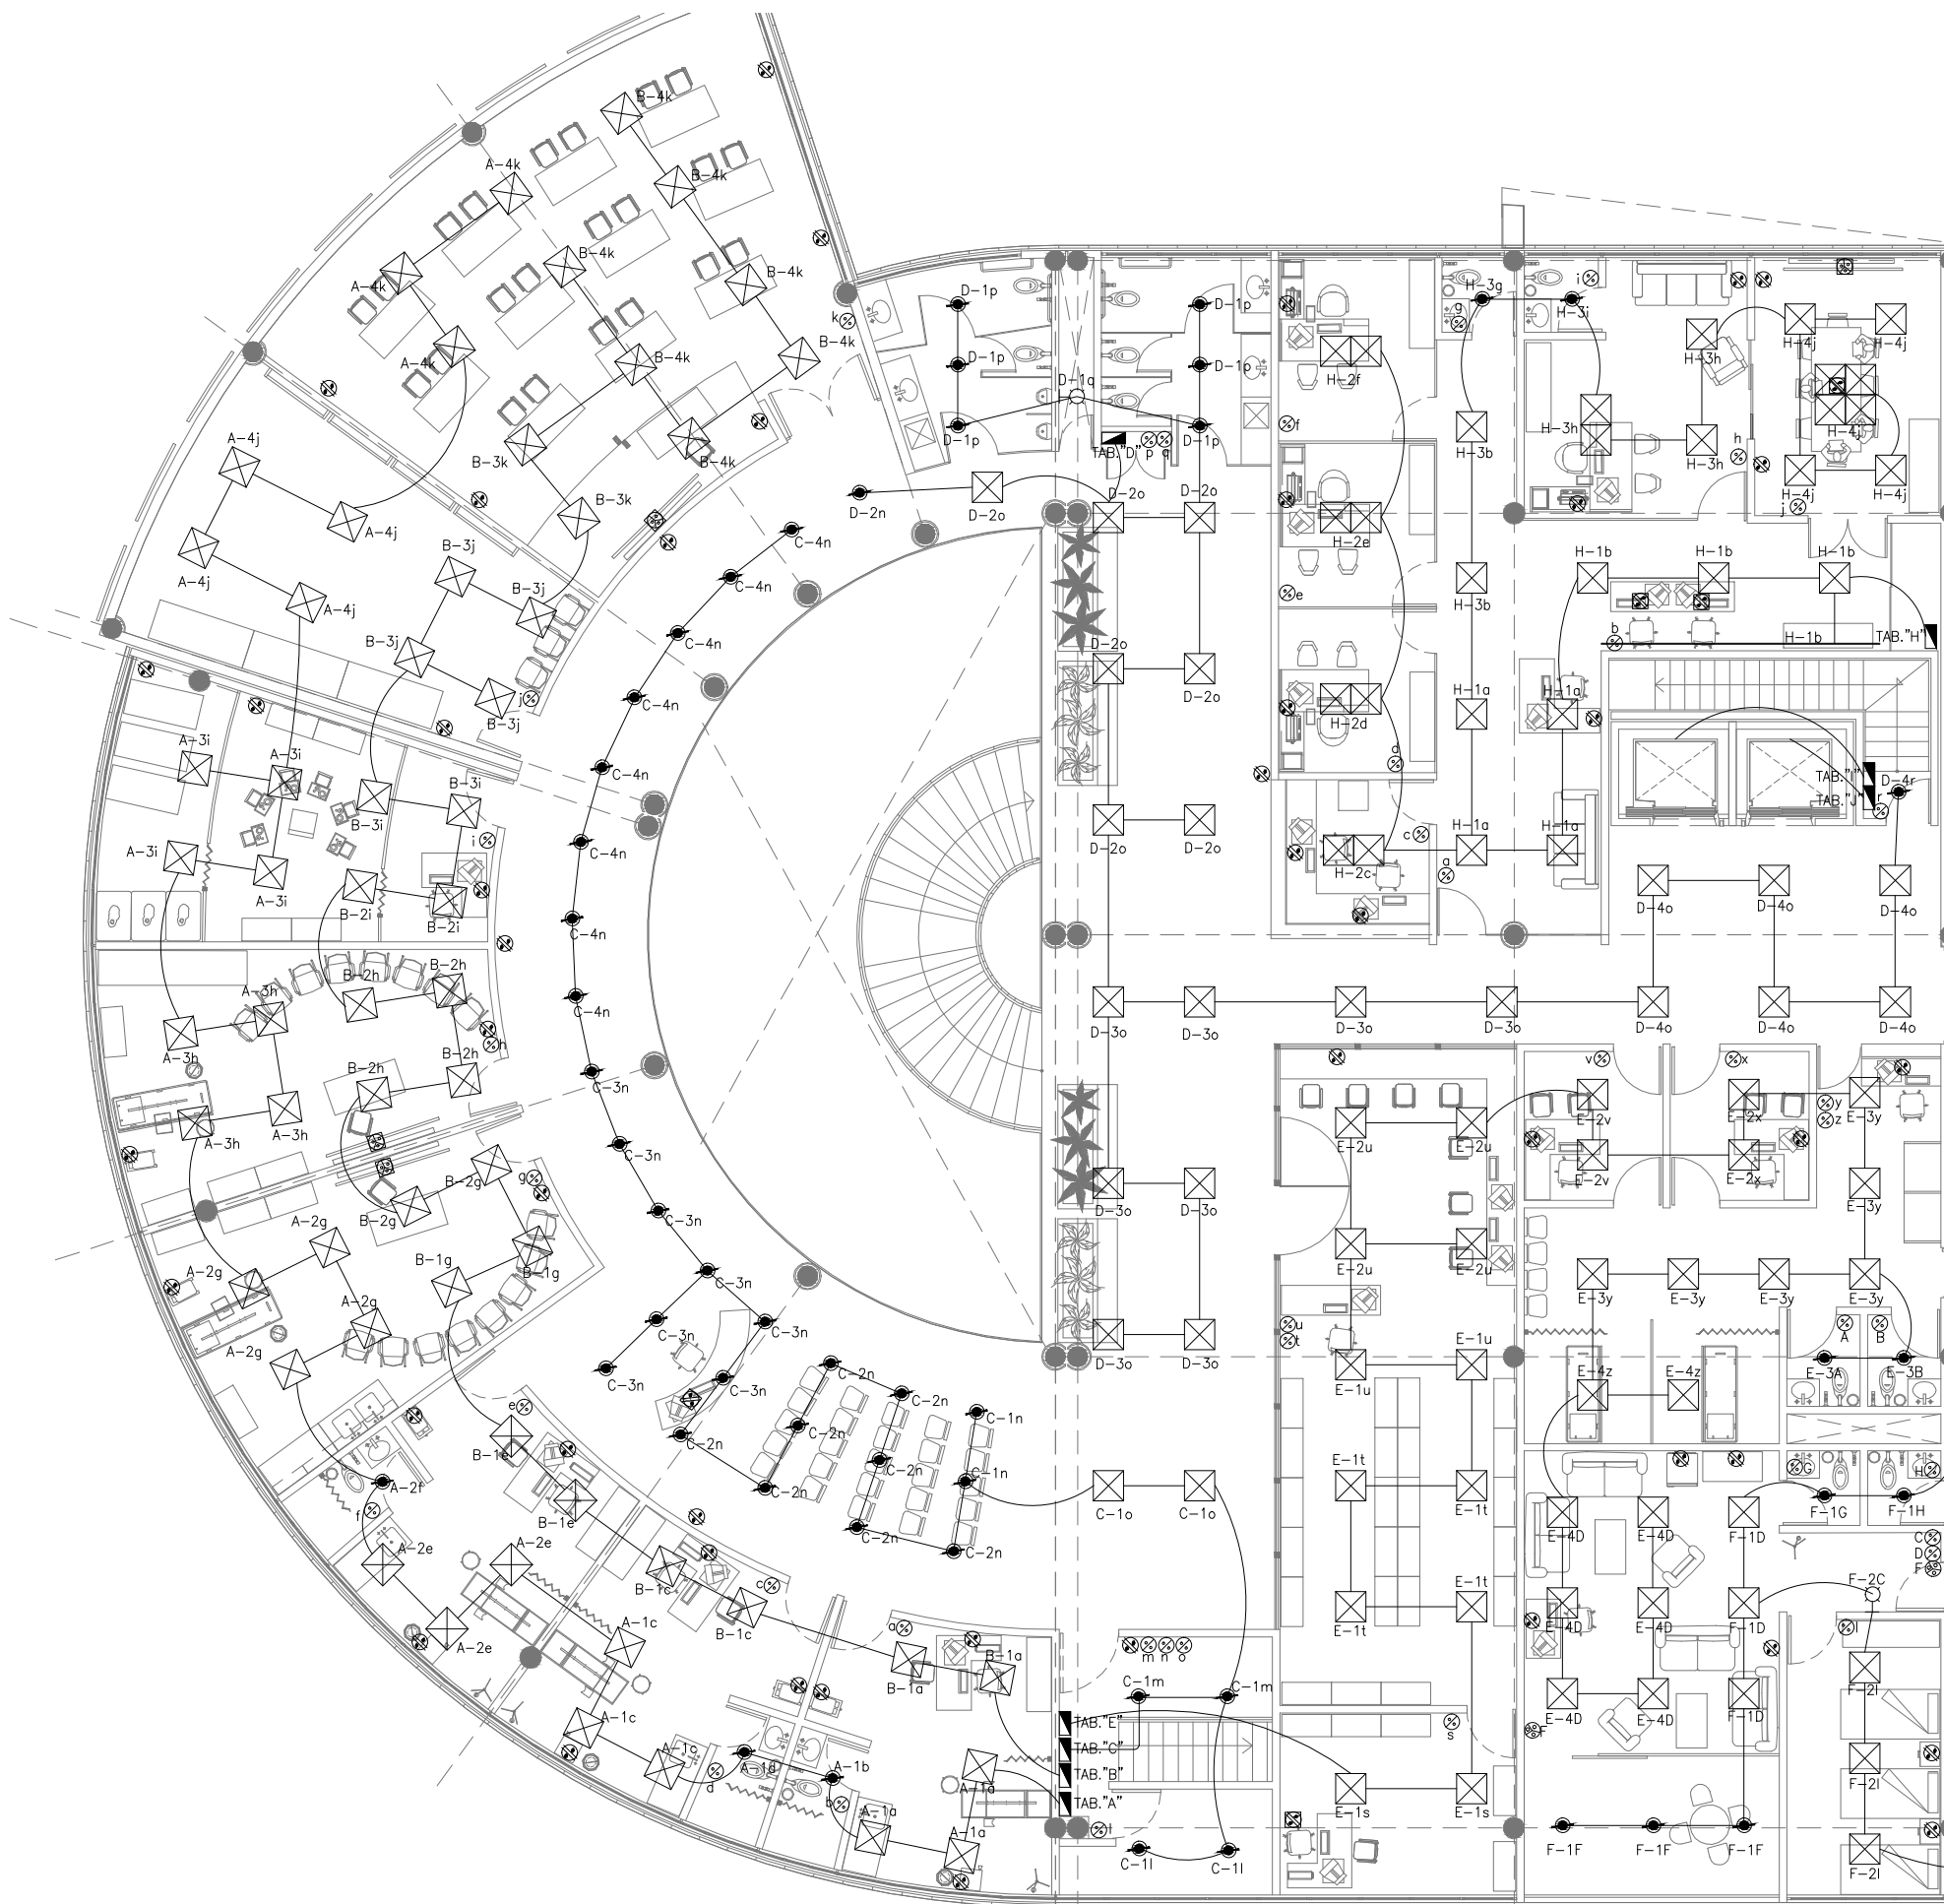 B-4k
A-4k
B-4k
B-4k
A-4k
B-4k
A-4k
B-4k
B-4k
B-3k
B-4k
B-3k
k
D-1p
D-1p
D-1p
D-1p
D-1q
D-1p
D-1p
TAB."D"
p
q
D-2n
D-2o
D-2o
D-2o
H-2f
f
H-2e
e
H-3g
g
i
H-3i
H-3h
H-3h
H-3h
h
H-4j
H-4j
H-4j
H-4j
H-4j
j
H-3b
H-3b
H-1b
H-1b
H-1b
H-1b
b
TAB."H"
A-4j
A-4j
A-4j
A-4j
B-3j
B-3j
B-3j
B-3j
j
C-4n
C-4n
C-4n
C-4n
C-4n
C-4n
C-4n
C-4n
D-2o
D-2o
D-2o
D-2o
H-2d
d
H-1a
H-1a
H-1a
H-1a
H-2c
c
a
TAB."J"
D-4r
r
A-3i
A-3i
B-3i
B-3i
i
A-3i
A-3i
B-2i
B-2i
D-4o
D-4o
D-4o
B-2h
B-2h
A-3h
A-3h
h
B-2h
B-2h
A-3h
A-3h
D-3o
D-3o
D-3o
D-3o
D-4o
D-4o
D-4o
C-3n
C-3n
C-3n
C-3n
C-3n
C-3n
C-3n
v
x
E-2u
E-2u
E-2v
E-2x
y
z
E-3y
E-2v
E-2x
E-3y
g
B-2g
B-2g
A-2g
A-2g
A-2g
A-2g
B-1g
B-1g
D-3o
D-3o
D-3o
D-3o
E-2u
E-2u
E-3y
E-3y
E-3y
E-3y
u
t
A
B
E-1u
E-1u
E-4z
E-4z
E-3A
E-3B
e
B-1e
B-1e
A-2f
f
A-2e
A-2e
A-2e
C-2n
C-2n
C-2n
C-2n
C-2n
C-2n
C-2n
C-2n
C-1n
C-1n
C-1o
C-1o
E-1t
E-1t
E-1t
E-1t
G
H
F-1G
F-1H
E-4D
E-4D
F-1D
C
D
F
F-2C
B-1c
B-1c
c
A-1c
A-1c
A-1c
a
B-1a
B-1a
m
n
o
C-1m
C-1m
E-4D
E-4D
F-1D
I
F-2I
E-4D
E-4D
F-1D
F
s
TAB."E"
TAB."C"
TAB."B"
TAB."A"
A-1d
d
A-1b
b
A-1a
A-1a
A-1a
l
C-1l
C-1l
E-1s
E-1s
F-1F
F-1F
F-1F
F-2I
F-2I